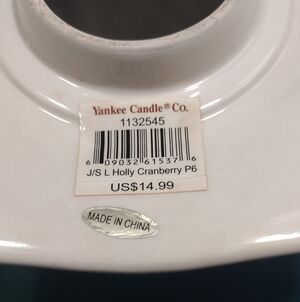 Yankee Candle® Co.
1132545
6 09032 61537 6
J/S L Holly Cranberry P6
US$14.99
MADE IN CHINA